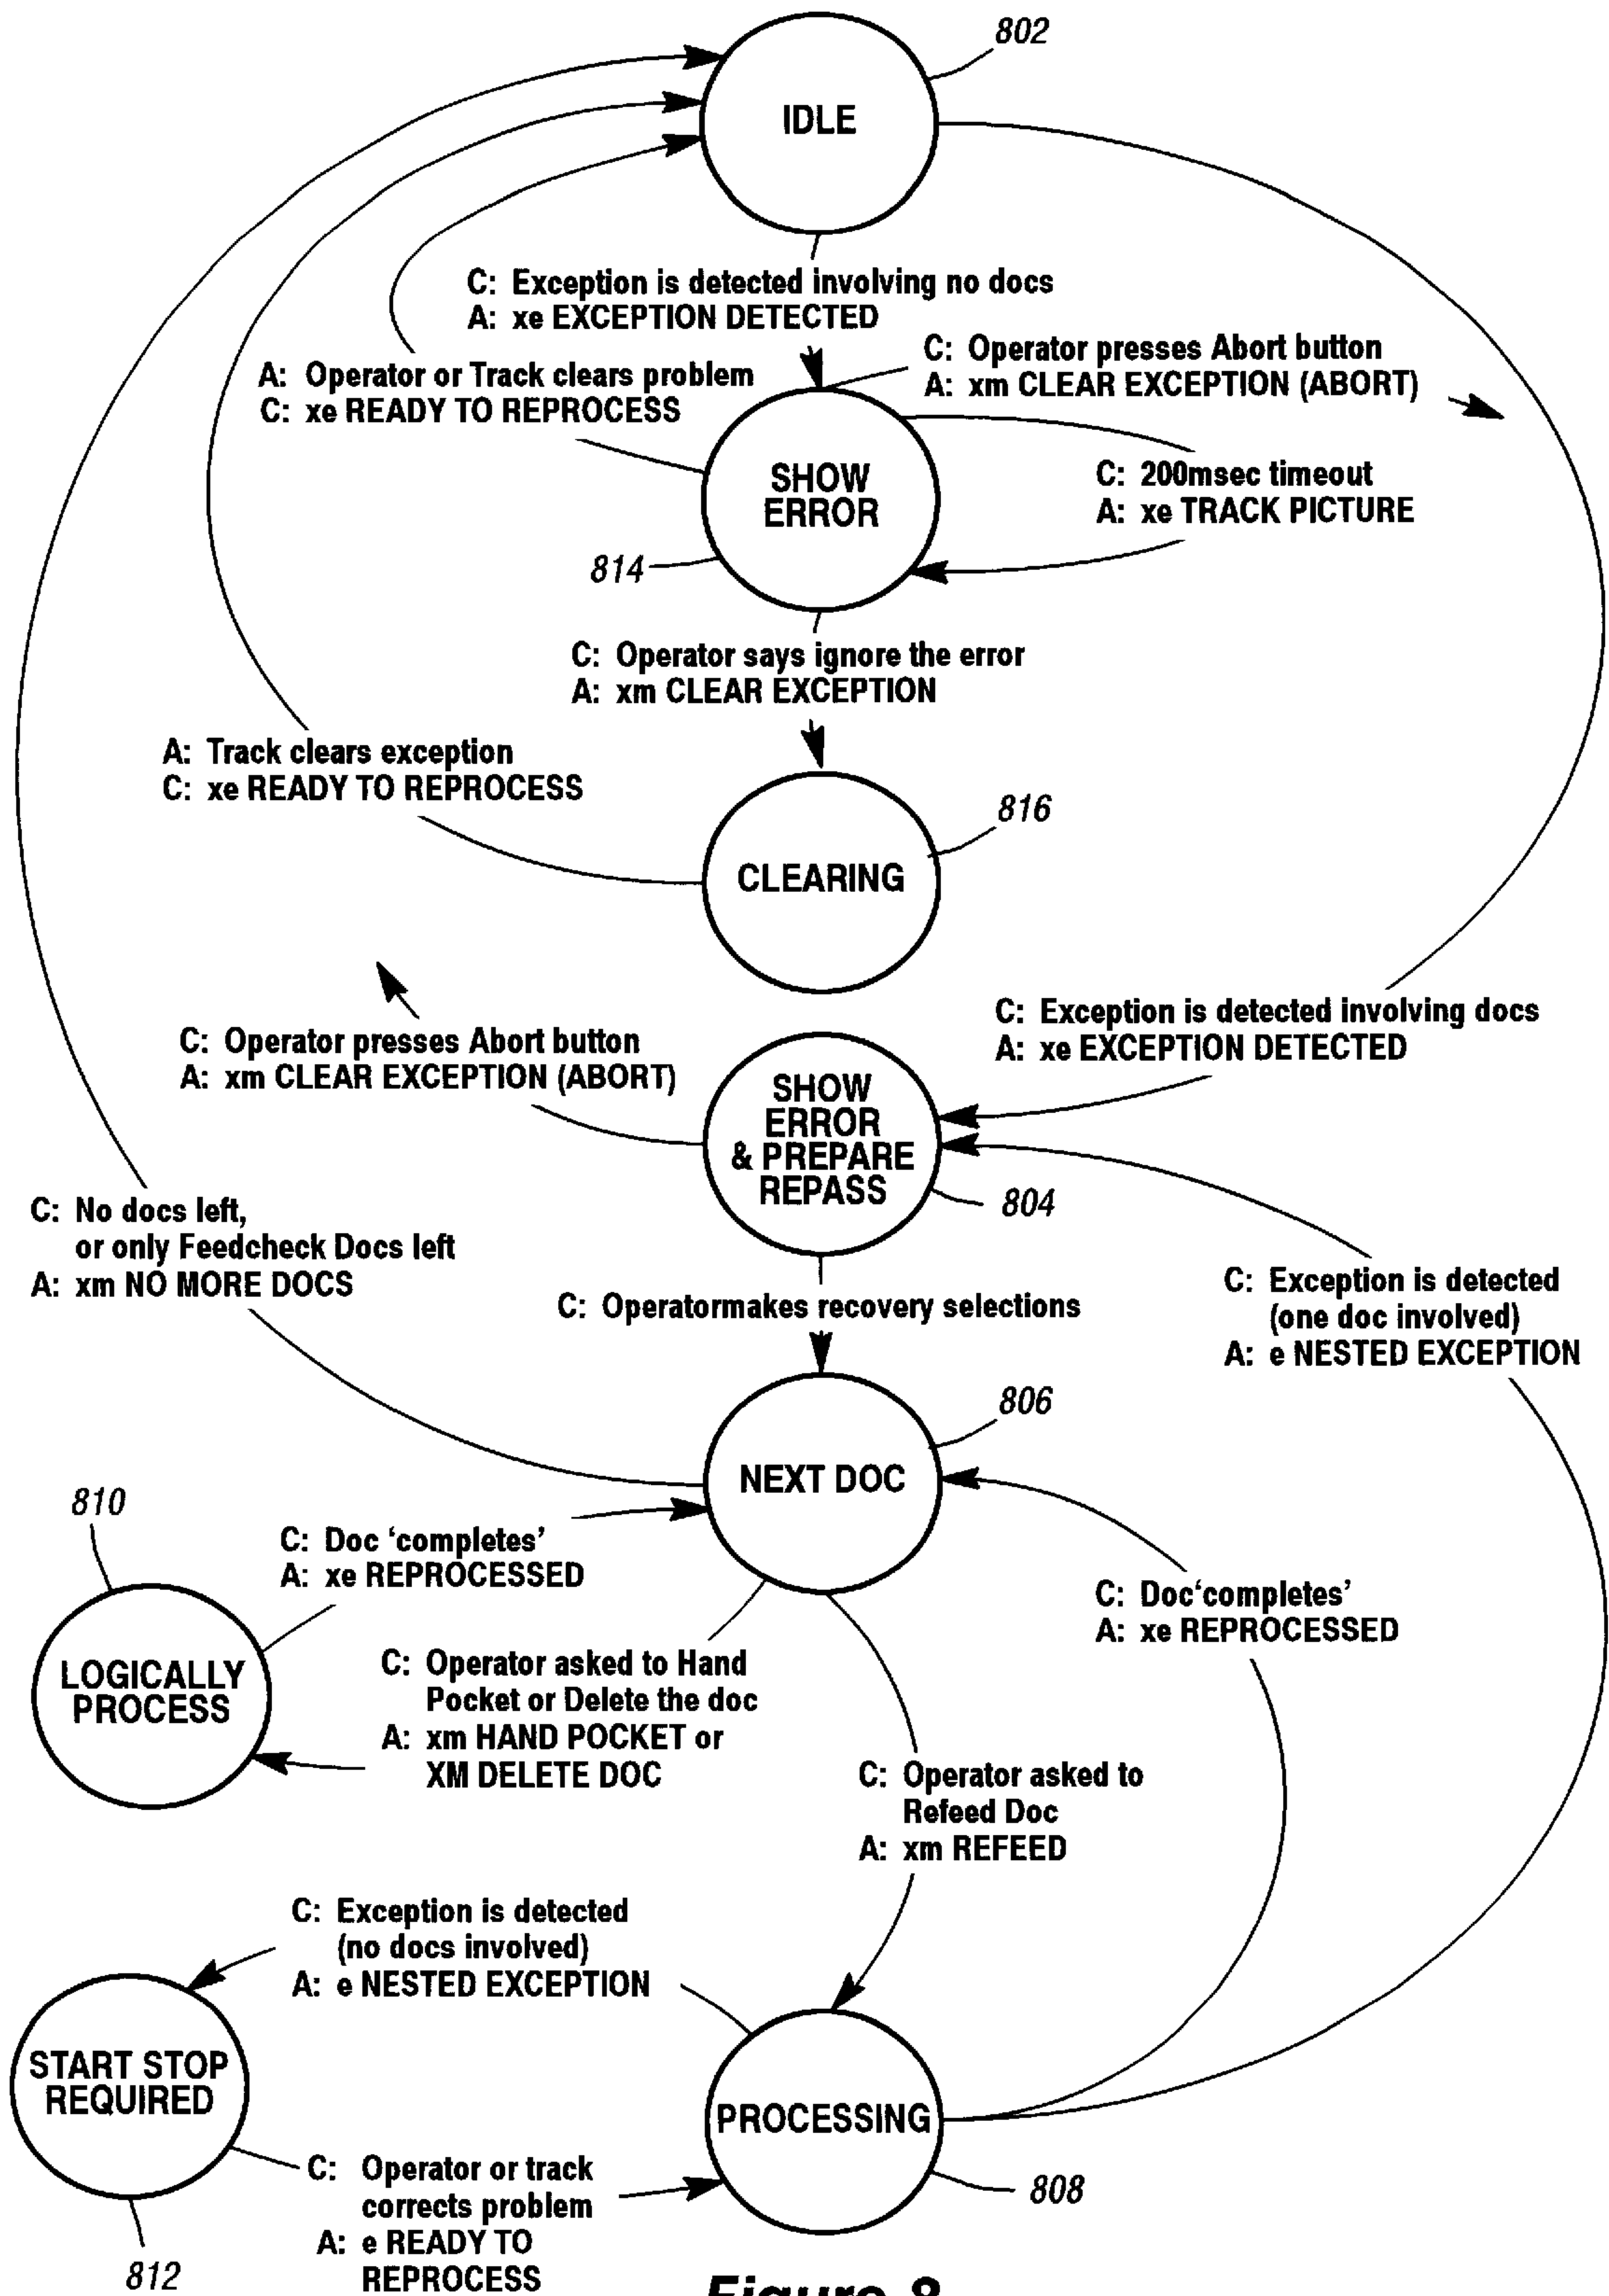 802
IDLE
C: Exception is detected involving no docs
A: xe EXCEPTION DETECTED
C: Operator presses Abort button
A: xm CLEAR EXCEPTION (ABORT)
A: Operator or Track clears problem
C: xe READY TO REPROCESS
SHOW
ERROR
C: 200msec timeout
A: xe TRACK PICTURE
814
C: Operator says ignore the error
A: xm CLEAR EXCEPTION
A: Track clears exception
C: xe READY TO REPROCESS
816
CLEARING
C: Exception is detected involving docs
A: xe EXCEPTION DETECTED
C: Operator presses Abort button
A: xm CLEAR EXCEPTION (ABORT)
SHOW
ERROR
& PREPARE
REPASS
804
C: No docs left,
or only Feedcheck Docs left
A: xm NO MORE DOCS
C: Operatormakes recovery selections
C: Exception is detected
(one doc involved)
A: e NESTED EXCEPTION
806
NEXT DOC
810
C: Doc ‘completes’
A: xe REPROCESSED
C: Doc‘completes’
A: xe REPROCESSED
LOGICALLY
PROCESS
C: Operator asked to Hand
Pocket or Delete the doc
A: xm HAND POCKET or
XM DELETE DOC
C: Operator asked to
Refeed Doc
A: xm REFEED
C: Exception is detected
(no docs involved)
A: e NESTED EXCEPTION
START STOP
REQUIRED
PROCESSING
C: Operator or track
corrects problem
A: e READY TO
REPROCESS
808
812
Figure 8